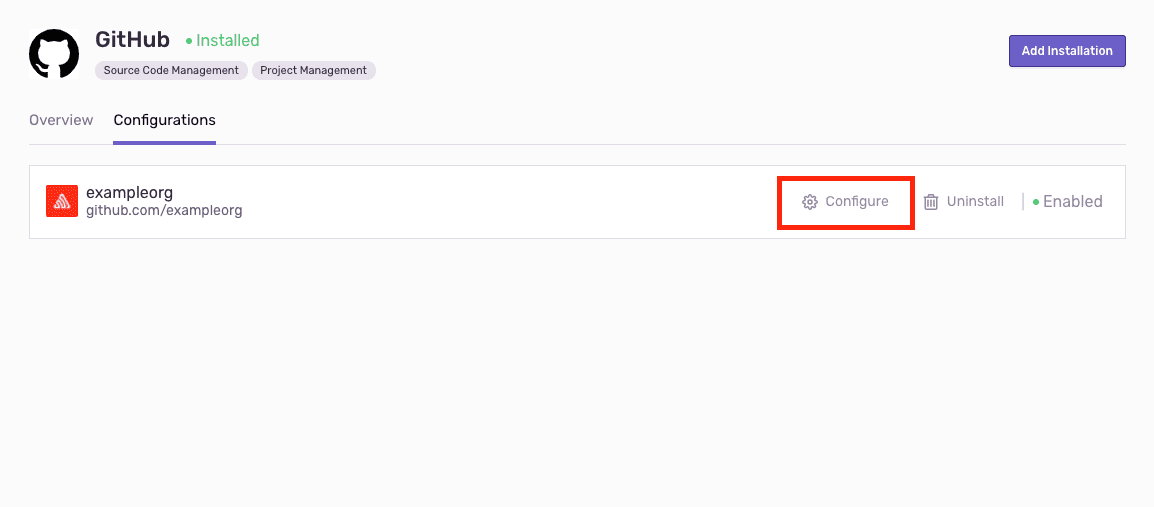 GitHub Installed
Add Installation
Source Code Management Project Management
Overview Configurations
exampleorg
github.com/exampleorg
Configure Uninstall Enabled